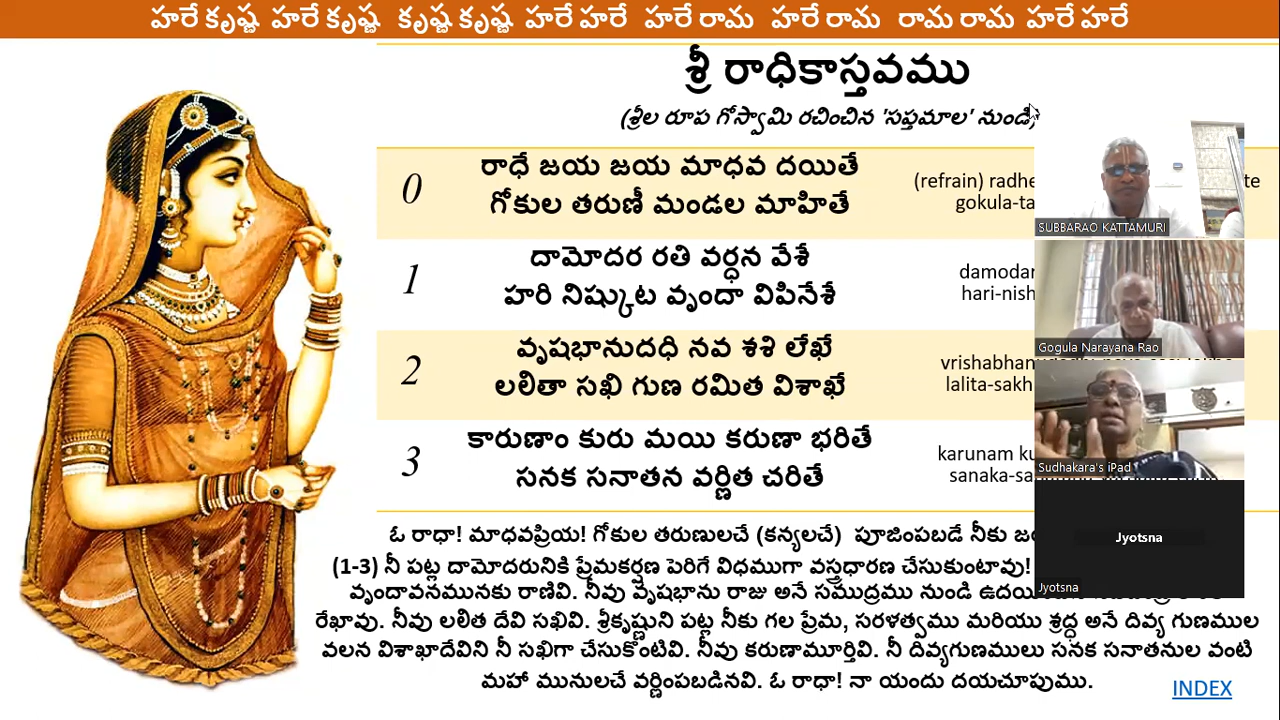 హరే కృష్ణ హరే కృష్ణ కృష్ణ కృష్ణ హరే హరే హరే రామ హరే రామ రామ రామ హరే హరే
శ్రీ రాధికాస్తవము
(శ్రీల రూప గోస్వామి రచించిన 'సప్తమాల' నుండి)
0
రాధే జయ జయ మాధవ దయితే
గోకుల తరుణీ మండల మాహితే
(refrain) radhe
te
gokula-ta
1
దామోదర రతి వర్ధన వేశే
హరి నిష్కుట వృందా విపినేశే
damodar
hari-nish
2
వృషభానుదధి నవ శశి లేఖే
లలితా సఖి గుణ రమిత విశాఖే
vrishabhan
lalita-sakh
3
కారుణాం కురు మయి కరుణా భరితే
సనక సనాతన వర్ణిత చరితే
karunam ku
sanaka-sa
SUBBARAO KATTAMURI
Gogula Narayana Rao
Sudhakara's iPad
Jyotsna
Jyotsna
ఓ రాధా! మాధవప్రియ! గోకుల తరుణులచే (కన్యలచే) పూజింపబడే నీకు
(1-3) నీ పట్ల దామోదరునికి ప్రేమకర్షణ పెరిగే విధముగా వస్త్రధారణ చేసుకుంటావు!
వృందావనమునకు రాణివి. నీవు వృషభాను రాజు అనే సముద్రము నుండి
రేఖావు. నీవు లలిత దేవి సఖివి. శ్రీకృష్ణుని పట్ల నీకు గల ప్రేమ, సరళత్వము మరియు శ్రద్ధ అనే దివ్య గుణముల
వలన విశాఖాదేవిని నీ సఖిగా చేసుకొంటివి. నీవు కరుణామూర్తివి. నీ దివ్యగుణములు సనక సనాతనుల వంటి
మహా మునులచే వర్ణింపబడినవి. ఓ రాధా! నా యందు దయచూపుము.
INDEX